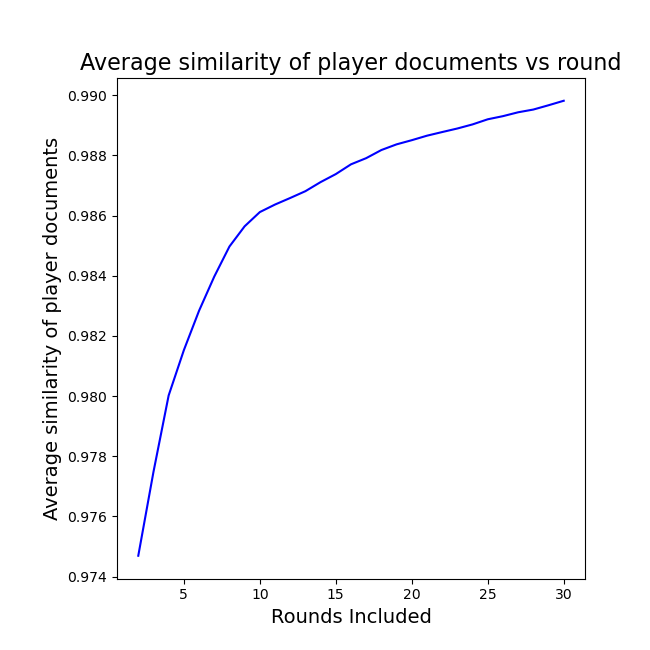 Average similarity of player documents vs round
Average similarity of player documents
0.990
0.988
0.986
0.984
0.982
0.980
0.978
0.976
0.974
5 10 15 20 25 30
Rounds Included